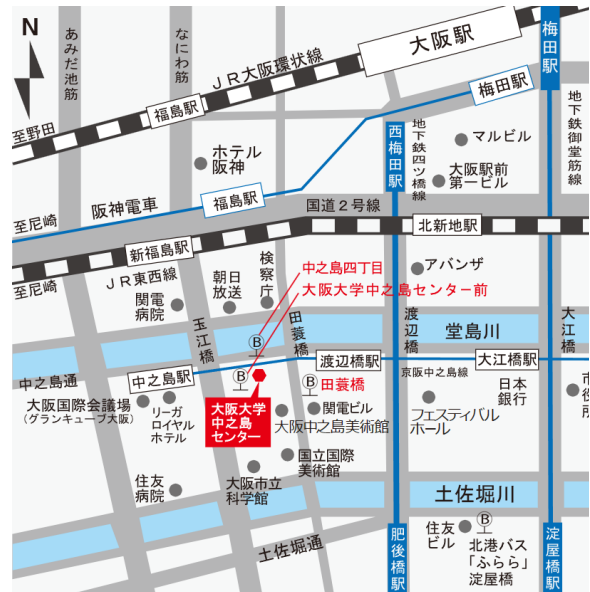 N
あみだ池筋
なにわ筋
JR大阪環状線
大阪駅
梅田駅
梅田駅
至野田
福島駅
ホテル
阪神
西梅田駅
地下鉄四ツ橋線
マルビル
大阪駅前
第一ビル
地下鉄御堂筋線
至尼崎
阪神電車
福島駅
国道2号線
新福島駅
北新地駅
至尼崎
JR東西線
関電
病院
朝日
放送
検察庁
中之島四丁目
大阪大学中之島センター前
アバンザ
玉江橋
田蓑橋
渡辺橋
堂島川
大江橋
B
中之島通
中之島駅
渡辺橋駅
大江橋駅
京阪中之島線
B
B
田蓑橋
日本
銀行
市役所
大阪国際会議場
(グランキューブ大阪)
リーガ
ロイヤル
ホテル
大阪大学
中之島
センター
関電ビル
大阪中之島美術館
フェスティバル
ホール
国立国際
美術館
大阪市立
科学館
住友
病院
土佐堀川
土佐堀通
肥後橋駅
住友
ビル
B
北港バス
「ふらら」
淀屋橋
淀屋橋駅